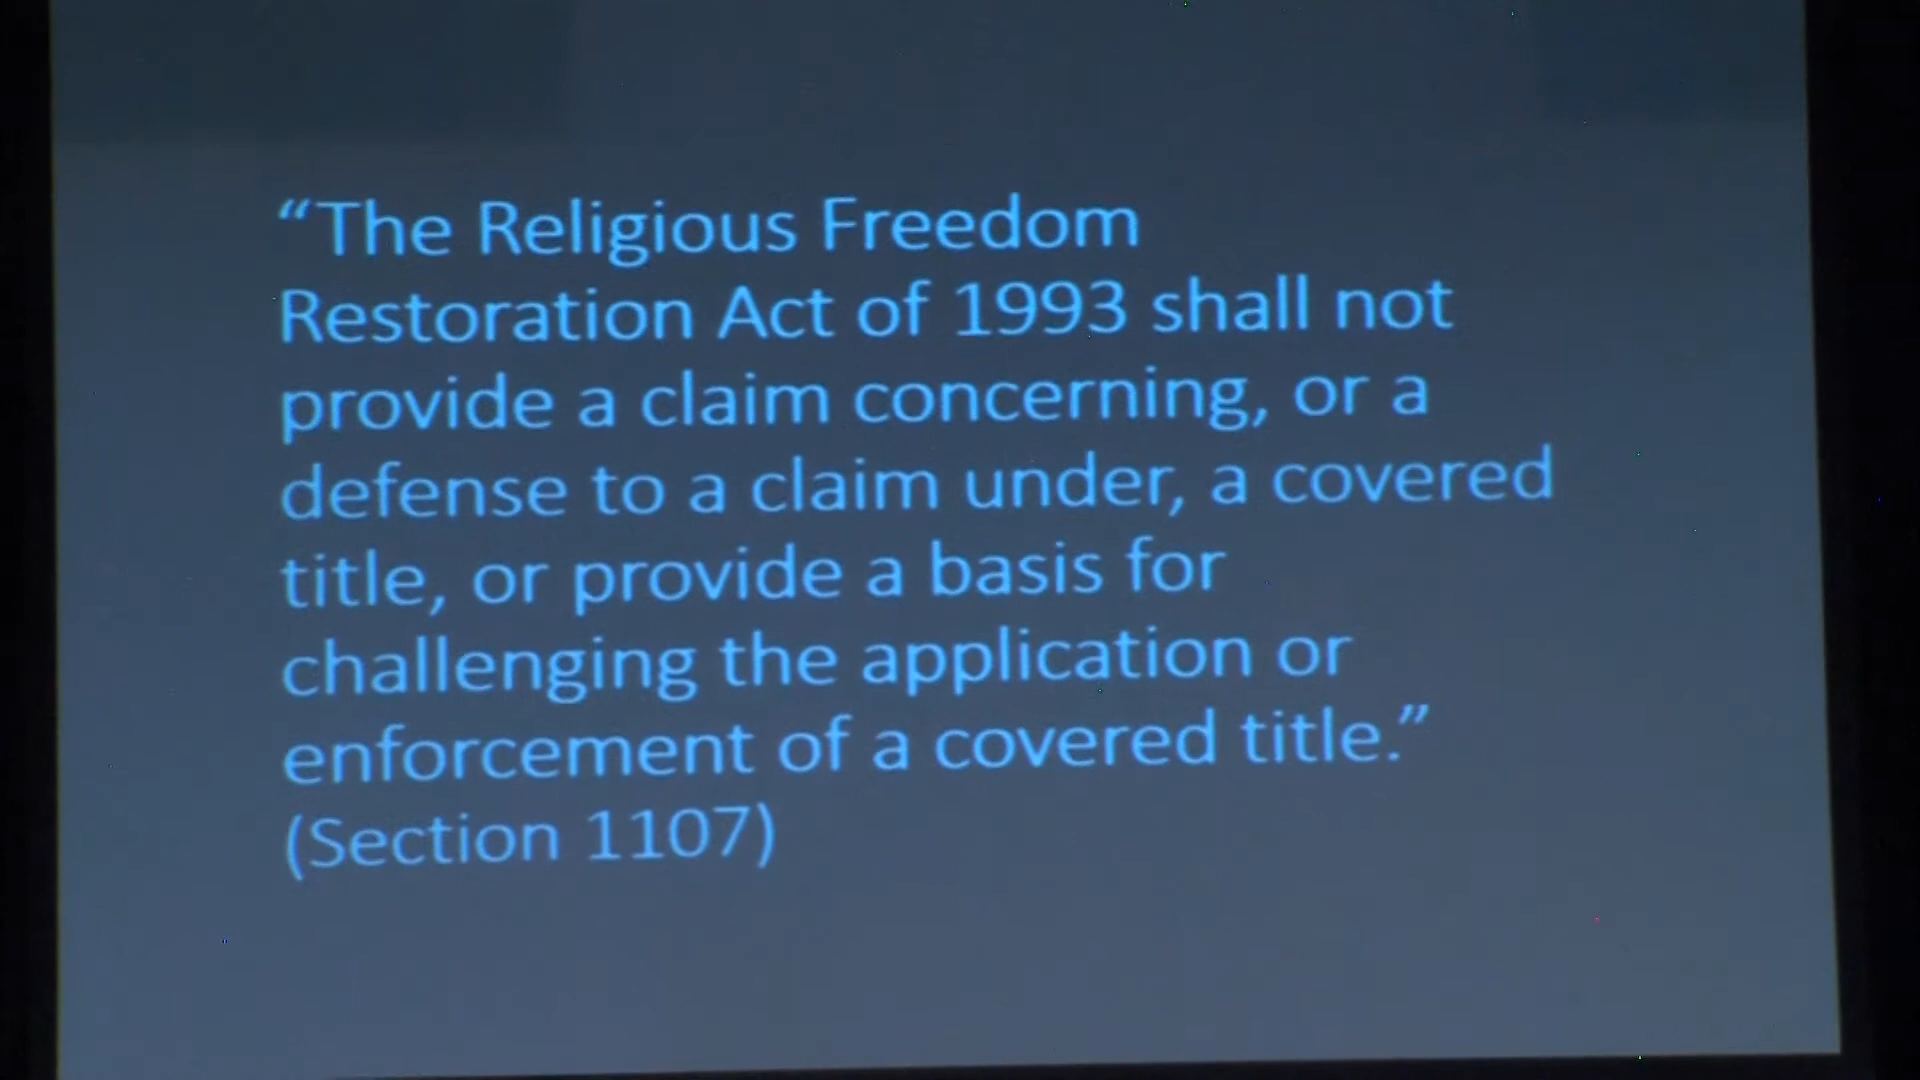 “The Religious Freedom
Restoration Act of 1993 shall not
provide a claim concerning, or a
defense to a claim under, a covered
title, or provide a basis for
challenging the application or
enforcement of a covered title.”
(Section 1107)